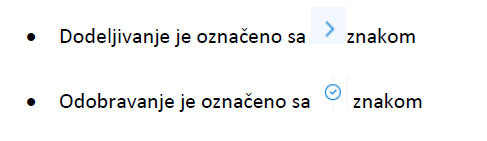 • Dodeljivanje je označeno sa > znakom
• Odobravanje je označeno sa znakom